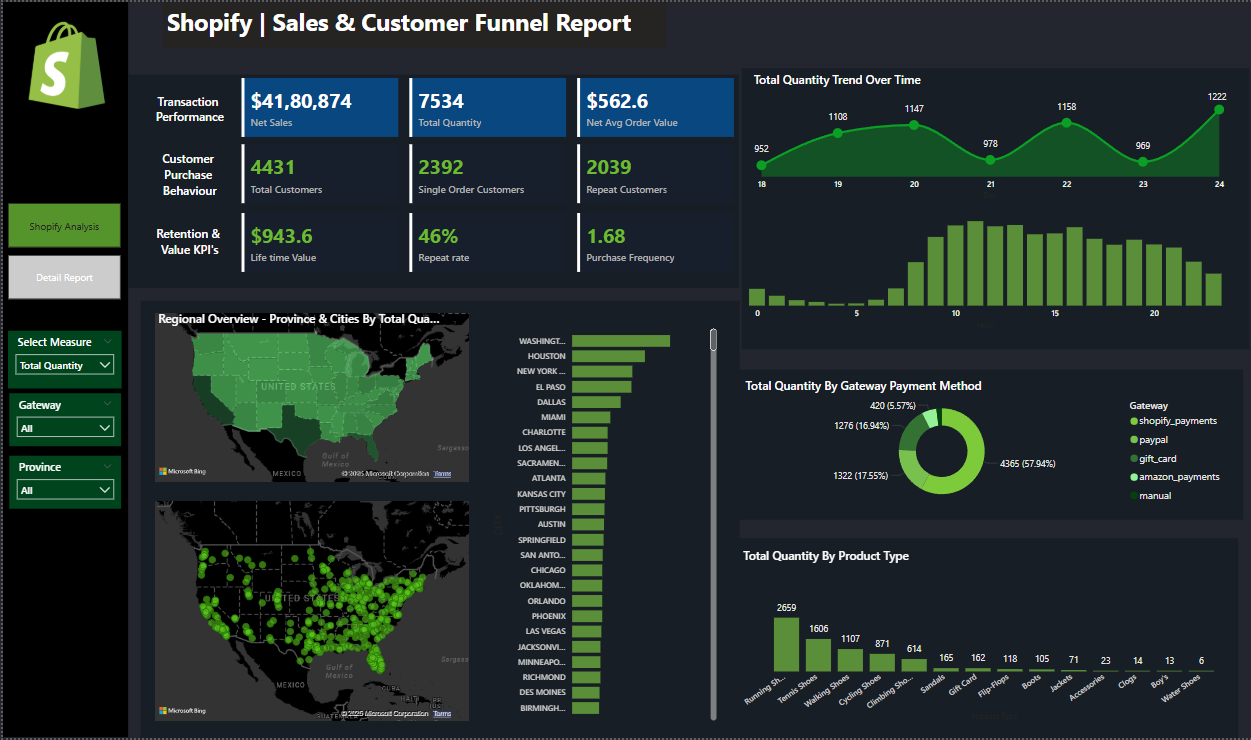 Shopify | Sales & Customer Funnel Report
Shopify Analysis
Detail Report
Select Measure
Total Quantity
Gateway
All
Province
All
Transaction
Performance
$41,80,874
Net Sales
7534
Total Quantity
$562.6
Net Avg Order Value
Customer
Purchase
Behaviour
4431
Total Customers
2392
Single Order Customers
2039
Repeat Customers
Retention &
Value KPI's
$943.6
Life time Value
46%
Repeat rate
1.68
Purchase Frequency
Regional Overview - Province & Cities By Total Qua...
UNITED STATES
MEXICO
Gulf of
Mexico
Sargasso
Microsoft Bing
© 2025 Microsoft Corporation Terms
UNITED STATES
MEXICO
Gulf of
Mexico
CUBA
Sargasso
Microsoft Bing
© 2025 Microsoft Corporation Terms
WASHINGT...
HOUSTON
NEW YORK ...
EL PASO
DALLAS
MIAMI
CHARLOTTE
LOS ANGEL...
SACRAMEN...
ATLANTA
KANSAS CITY
PITTSBURGH
AUSTIN
SPRINGFIELD
SAN ANTO...
CHICAGO
OKLAHOM...
ORLANDO
PHOENIX
LAS VEGAS
JACKSONVI...
MINNEAPO...
RICHMOND
DES MOINES
BIRMINGH...
Total Quantity Trend Over Time
952 1108 1147 978 1158 969 1222
18 19 20 21 22 23 24
0 5 10 15 20
Total Quantity By Gateway Payment Method
420 (5.57%)
1276 (16.94%)
1322 (17.55%)
4365 (57.94%)
Gateway
shopify_payments
paypal
gift_card
amazon_payments
manual
Total Quantity By Product Type
2659 1606 1107 871 614 165 162 118 105 71 23 14 13 6
Running Sh... Tennis Shoes Walking Shoes Cycling Shoes Climbing Sho... Sandals Gift Card Flip-Flops Boots Jackets Accessories Clogs Boy's Water Shoes